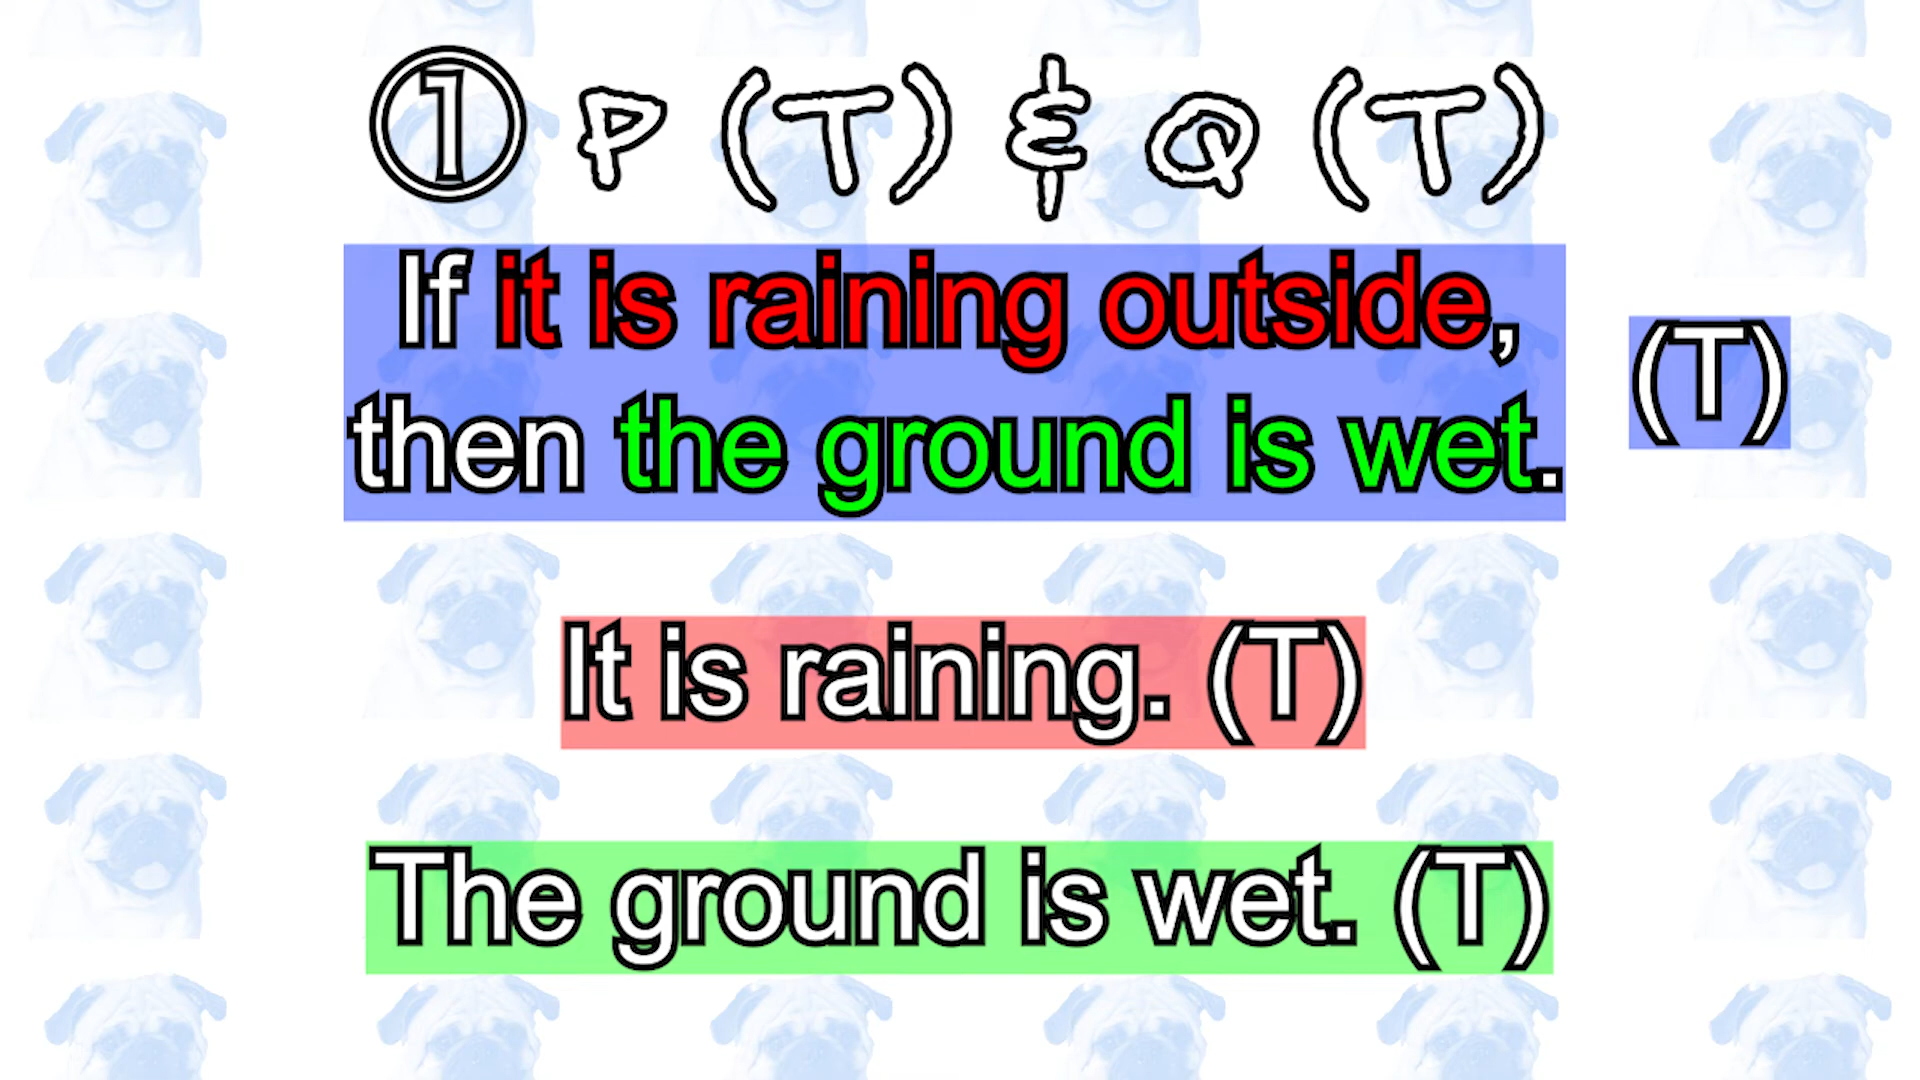 ① P (T) & Q (T)
If it is raining outside,
then the ground is wet.
(T)
It is raining. (T)
The ground is wet. (T)